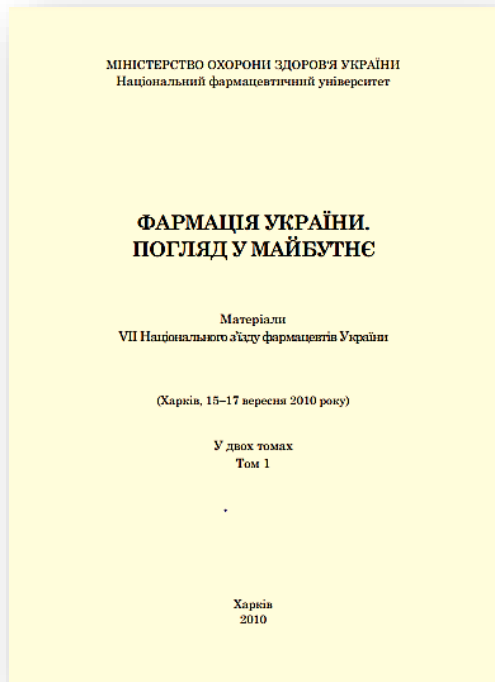 МІНІСТЕРСТВО ОХОРОНИ ЗДОРОВ'Я УКРАЇНИ
Національний фармацевтичний університет
ФАРМАЦІЯ УКРАЇНИ.
ПОГЛЯД У МАЙБУТНЄ
Матеріали
VII Національного з'їзду фармацевтів України
(Харків, 15–17 вересня 2010 року)
У двох томах
Том 1
Харків
2010